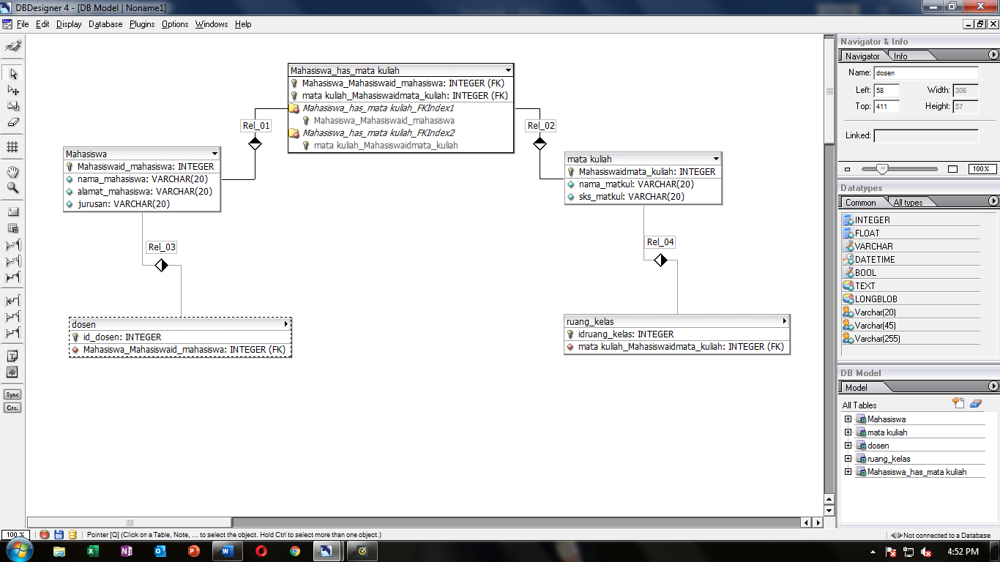 DBDesigner 4 - [DB Model | Noname1]
File Edit Display Database Plugins Options Windows Help
Mahasiswa_has_mata kuliah
Mahasiswa_Mahasiswaid_mahasiswa: INTEGER (FK)
mata kuliah_Mahasiswaidmata_kuliah: INTEGER (FK)
Mahasiswa_has_mata kuliah_FKIndex1
Mahasiswa_Mahasiswaid_mahasiswa
Mahasiswa_has_mata kuliah_FKIndex2
mata kuliah_Mahasiswaidmata_kuliah
Rel_01
Rel_02
Mahasiswa
Mahasiswaid_mahasiswa: INTEGER
nama_mahasiswa: VARCHAR(20)
alamat_mahasiswa: VARCHAR(20)
jurusan: VARCHAR(20)
mata kuliah
Mahasiswaidmata_kuliah: INTEGER
nama_matkul: VARCHAR(20)
sks_matkul: VARCHAR(20)
Rel_03
Rel_04
dosen
id_dosen: INTEGER
Mahasiswa_Mahasiswaid_mahasiswa: INTEGER (FK)
ruang_kelas
idruang_kelas: INTEGER
mata kuliah_Mahasiswaidmata_kuliah: INTEGER (FK)
Sync
Crc.
Navigator & Info
Navigator Info
Name: dosen
Left: 58 Width: 306
Top: 411 Height: 57
Linked:
100%
Datatypes
Common All types
INTEGER
FLOAT
VARCHAR
DATETIME
BOOL
TEXT
LONGBLOB
Varchar(20)
Varchar(45)
Varchar(255)
DB Model
Model
All Tables
Mahasiswa
mata kuliah
dosen
ruang_kelas
Mahasiswa_has_mata kuliah
100 % Pointer [Q] (Click on a Table, Note, ... to select the object. Hold Ctrl to select more than one object.) Not connected to a Database
4:52 PM